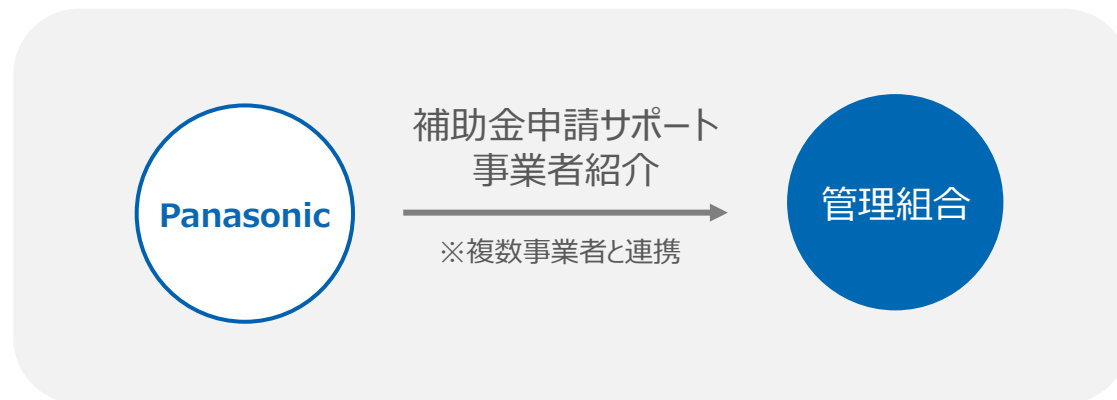 補助金申請サポート
事業者紹介
Panasonic
管理組合
※複数事業者と連携